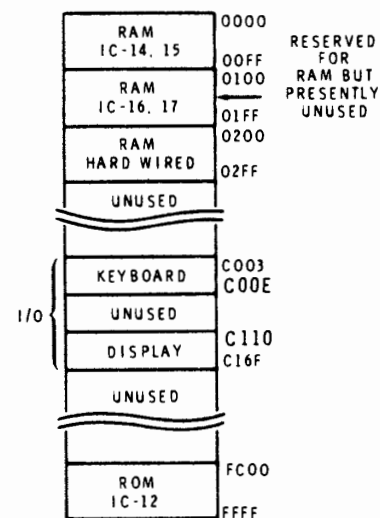 RAM
IC-14, 15
0000
00FF
RAM
IC-16, 17
0100
01FF
RESERVED
FOR
RAM BUT
PRESENTLY
UNUSED
RAM
HARD WIRED
0200
02FF
UNUSED
I/O
KEYBOARD
C003
C00E
UNUSED
DISPLAY
C110
C16F
UNUSED
ROM
IC-12
FC00
FFFF